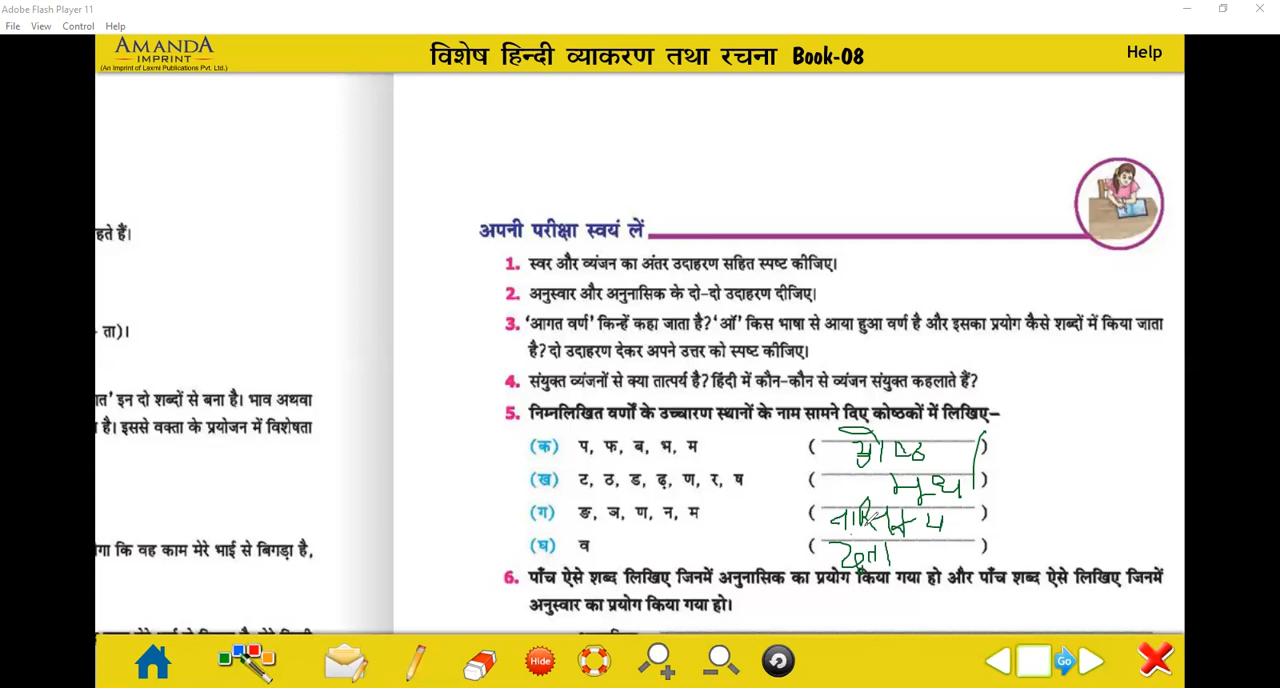 Adobe Flash Player 11
File View Control Help
AMANDA
IMPRINT
(An Imprint of Laxmi Publications Pvt. Ltd.)
विशेष हिन्दी व्याकरण तथा रचना Book-08
Help
हते हैं।
- ता)।
त' इन दो शब्दों से बना है। भाव अथवा
है। इससे वक्ता के प्रयोजन में विशेषता
गा कि वह काम मेरे भाई से बिगड़ा है,
अपनी परीक्षा स्वयं लें
1. स्वर और व्यंजन का अंतर उदाहरण सहित स्पष्ट कीजिए।
2. अनुस्वार और अनुनासिक के दो-दो उदाहरण दीजिए।
3. 'आगत वर्ण' किन्हें कहा जाता है? 'ऑ' किस भाषा से आया हुआ वर्ण है और इसका प्रयोग कैसे शब्दों में किया जाता
है? दो उदाहरण देकर अपने उत्तर को स्पष्ट कीजिए।
4. संयुक्त व्यंजनों से क्या तात्पर्य है? हिंदी में कौन-कौन से व्यंजन संयुक्त कहलाते हैं?
5. निम्नलिखित वर्णों के उच्चारण स्थानों के नाम सामने दिए कोष्ठकों में लिखिए-
(क) प, फ, ब, भ, म ( ओष्ठ )
(ख) ट, ठ, ड, ढ़, ण, र, ष ( मूर्धा )
(ग) ङ, ञ, ण, न, म ( नासिक्य )
(घ) व ( )
6. पाँच ऐसे शब्द लिखिए जिनमें अनुनासिक का प्रयोग किया गया हो और पाँच शब्द ऐसे लिखिए जिनमें
अनुस्वार का प्रयोग किया गया हो।
Hide
Go